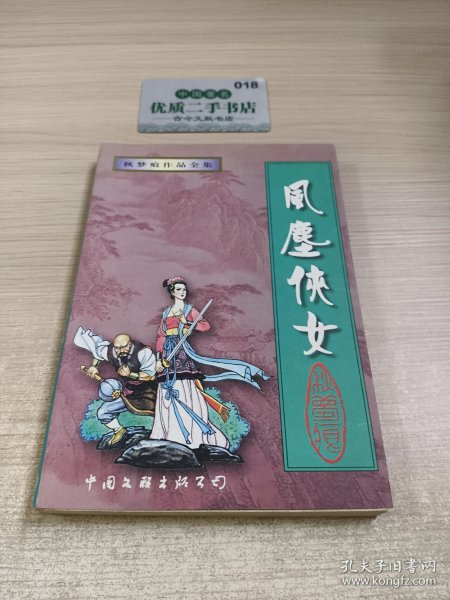 018
中国著名
优质二手书店
古今文献书店
秋梦痕作品全集
風塵俠女
秋夢痕
中国文联出版公司
孔夫子旧书网
www.kongfz.com